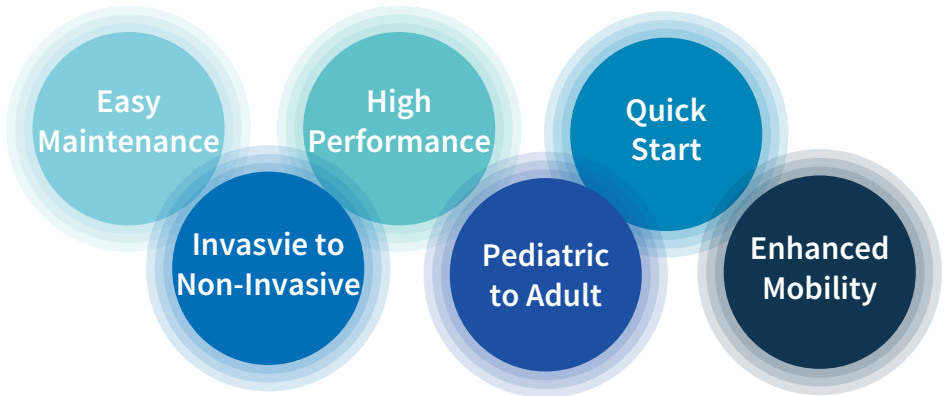 Easy
Maintenance
High
Performance
Quick
Start
Invasvie to
Non-Invasive
Pediatric
to Adult
Enhanced
Mobility